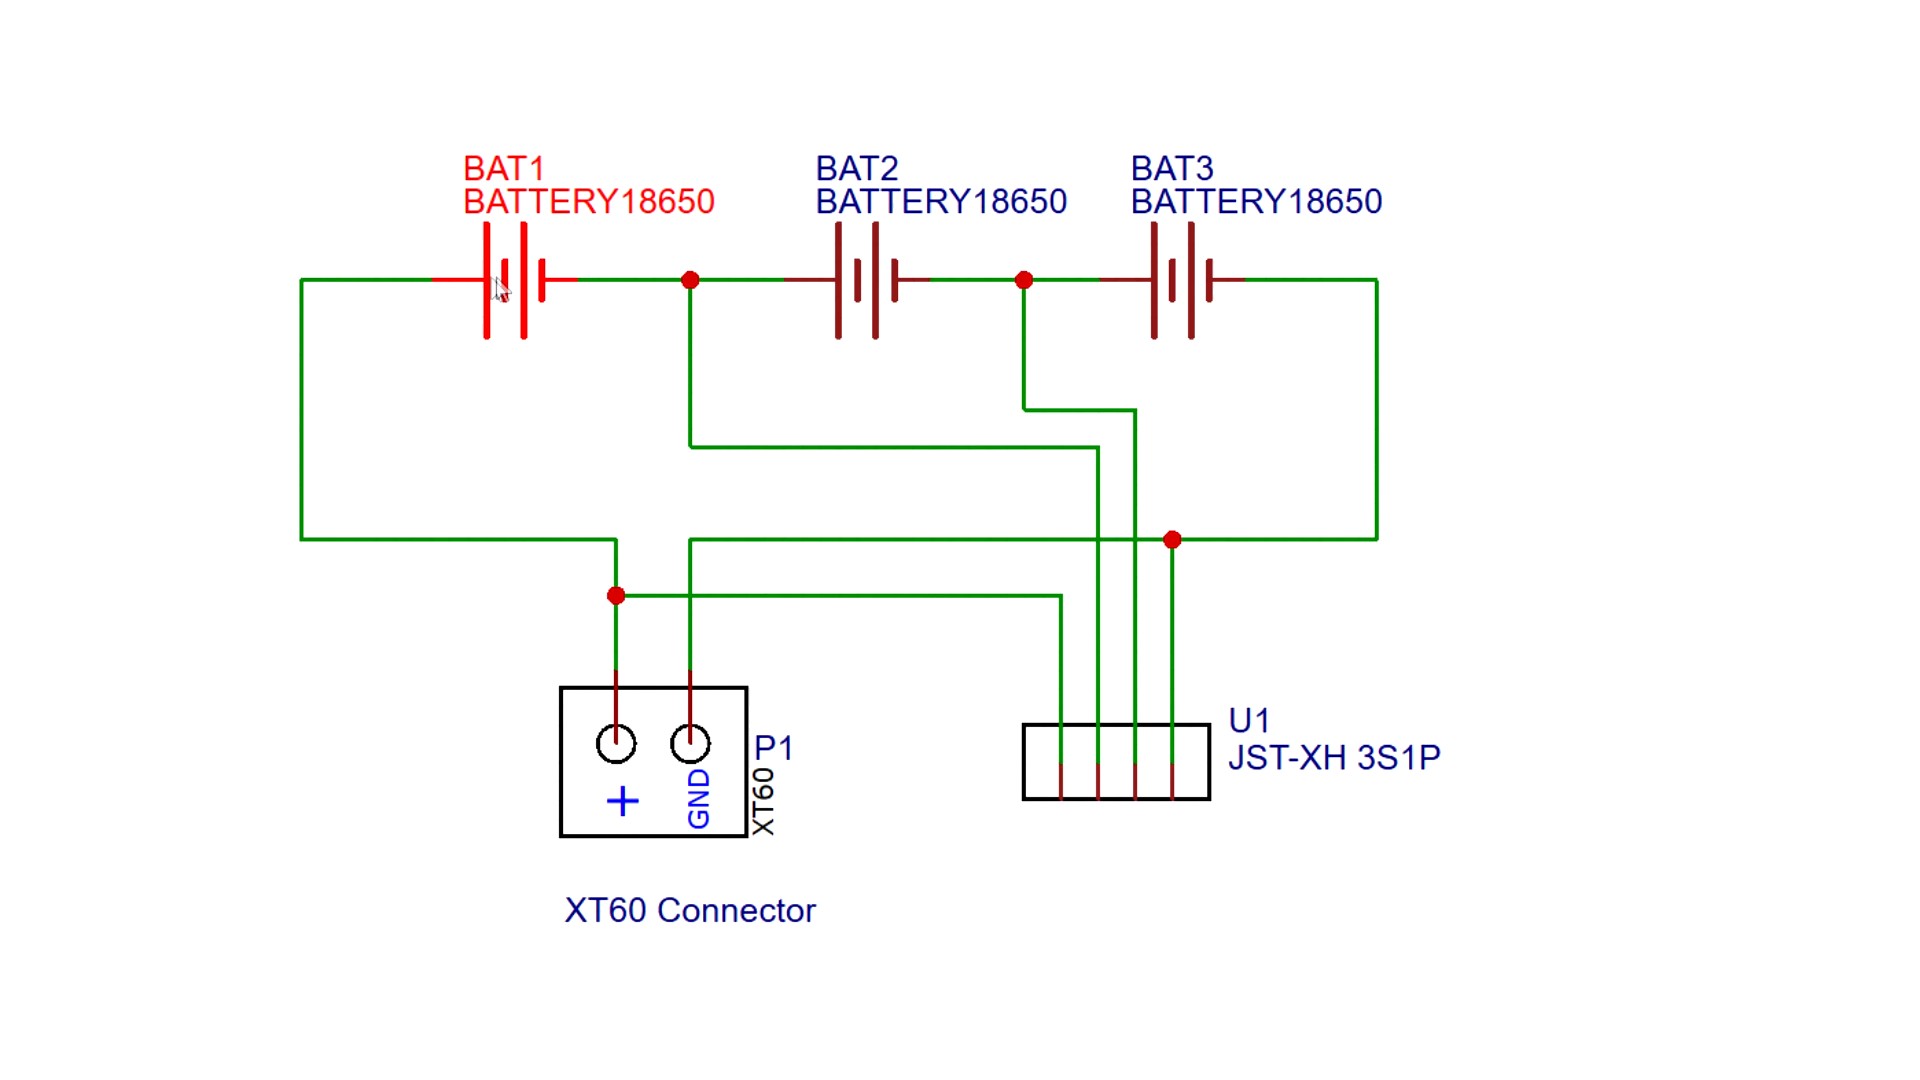 BAT1
BATTERY18650
BAT2
BATTERY18650
BAT3
BATTERY18650
P1
XT60
+
GND
XT60 Connector
U1
JST-XH 3S1P